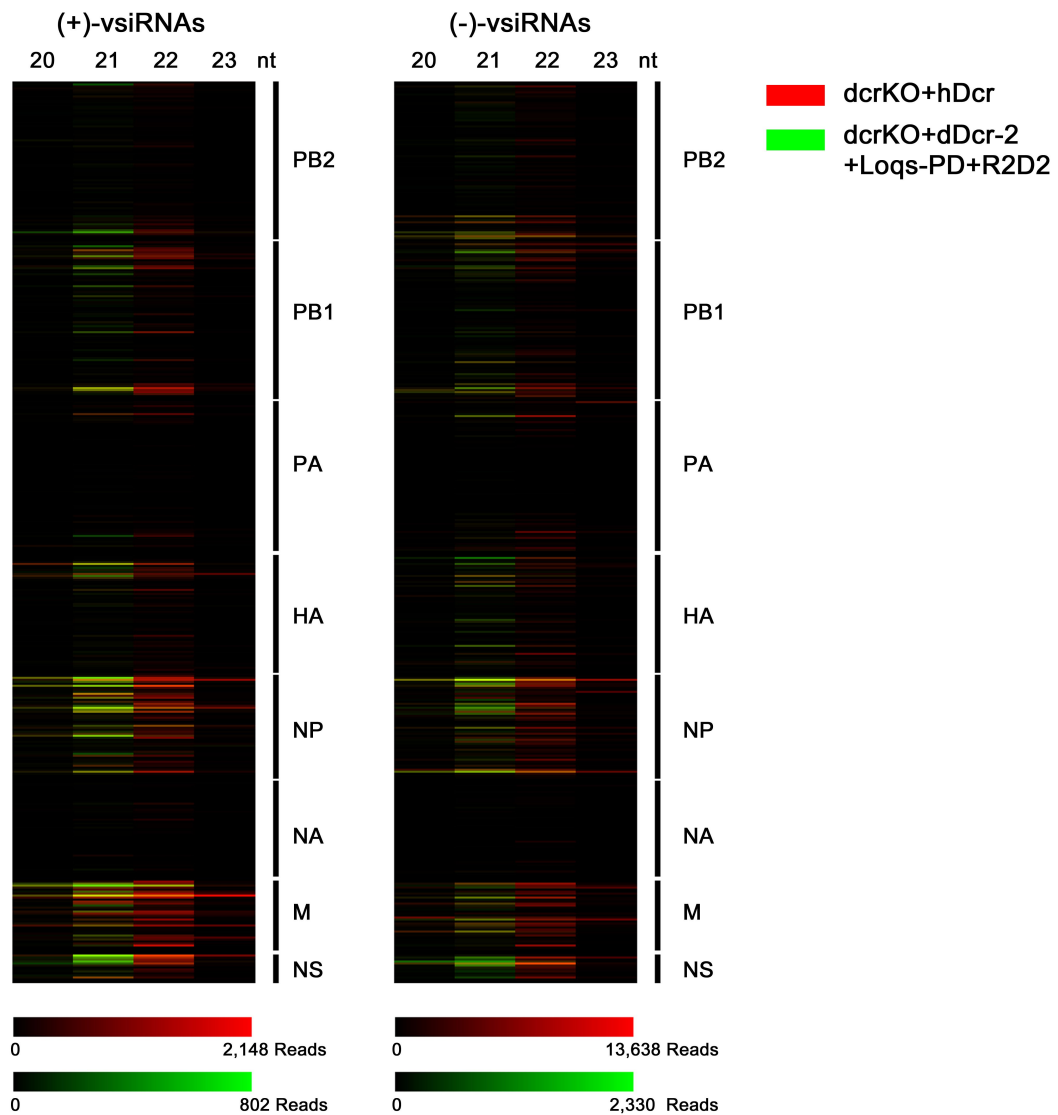 (+)-vsiRNAs
(-)-vsiRNAs
20 21 22 23 nt
20 21 22 23 nt
dcrKO+hDcr
dcrKO+dDcr-2
+Loqs-PD+R2D2
PB2
PB2
PB1
PB1
PA
PA
HA
HA
NP
NP
NA
NA
M
M
NS
NS
0 2,148 Reads
0 13,638 Reads
0 802 Reads
0 2,330 Reads